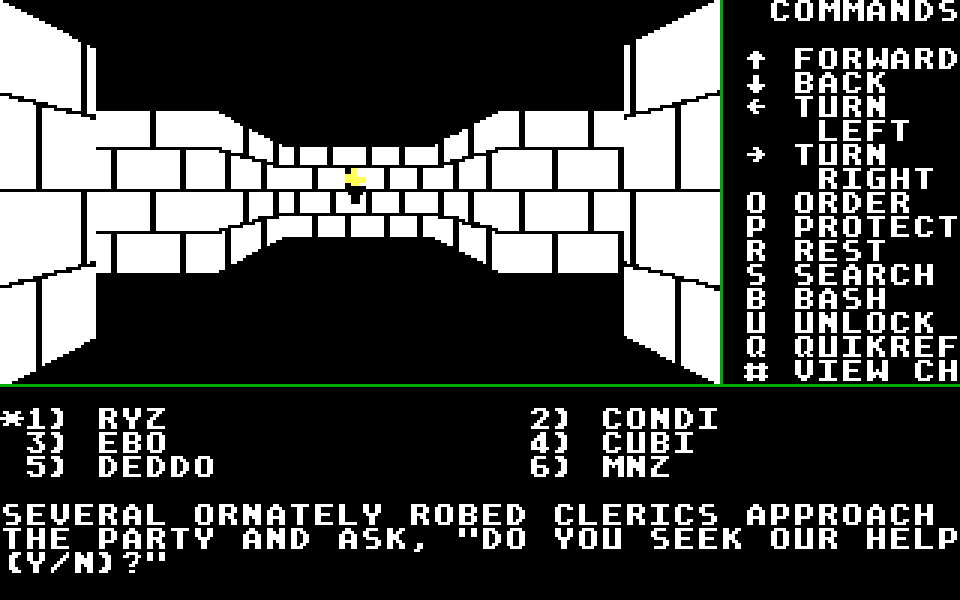 COMMANDS
↑ FORWARD
↓ BACK
← TURN
LEFT
→ TURN
RIGHT
O ORDER
P PROTECT
R REST
S SEARCH
B BASH
U UNLOCK
Q QUIKREF
# VIEW CH
*1) RYZ 2) CONDI
3) EBO 4) CUBI
5) DEDDO 6) MNZ
SEVERAL ORNATELY ROBED CLERICS APPROACH
THE PARTY AND ASK, "DO YOU SEEK OUR HELP
(Y/N)?"